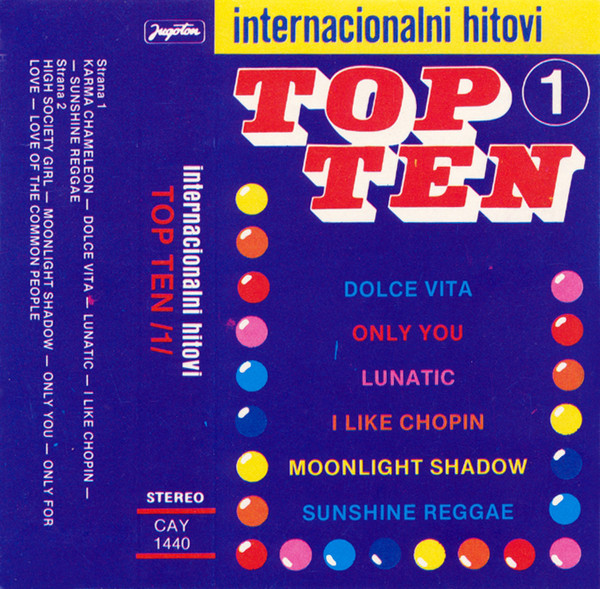 internacionalni hitovi
TOP
TEN
1
DOLCE VITA
ONLY YOU
LUNATIC
I LIKE CHOPIN
MOONLIGHT SHADOW
SUNSHINE REGGAE
Jugoton
internacionalni hitovi
TOP TEN /1/
STEREO
CAY
1440
Strana 1
KARMA CHAMELEON — DOLCE VITA — LUNATIC — I LIKE CHOPIN —
— SUNSHINE REGGAE
Strana 2
HIGH SOCIETY GIRL — MOONLIGHT SHADOW — ONLY YOU — ONLY FOR
LOVE — LOVE OF THE COMMON PEOPLE